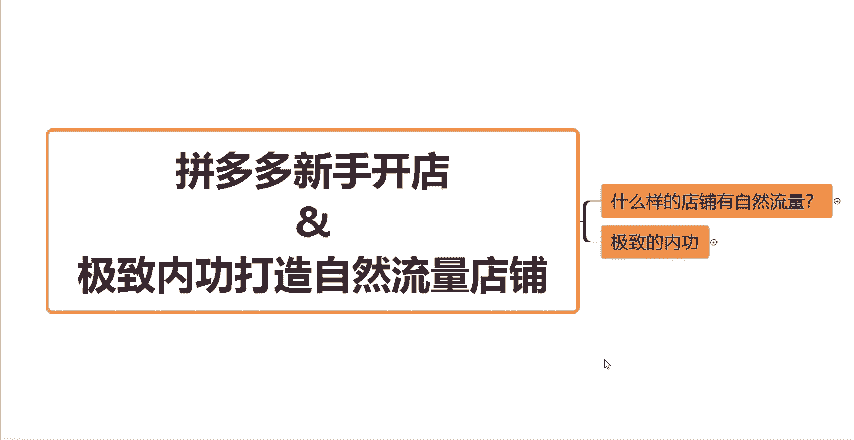 拼多多新手开店
&
极致内功打造自然流量店铺
什么样的店铺有自然流量？
极致的内功